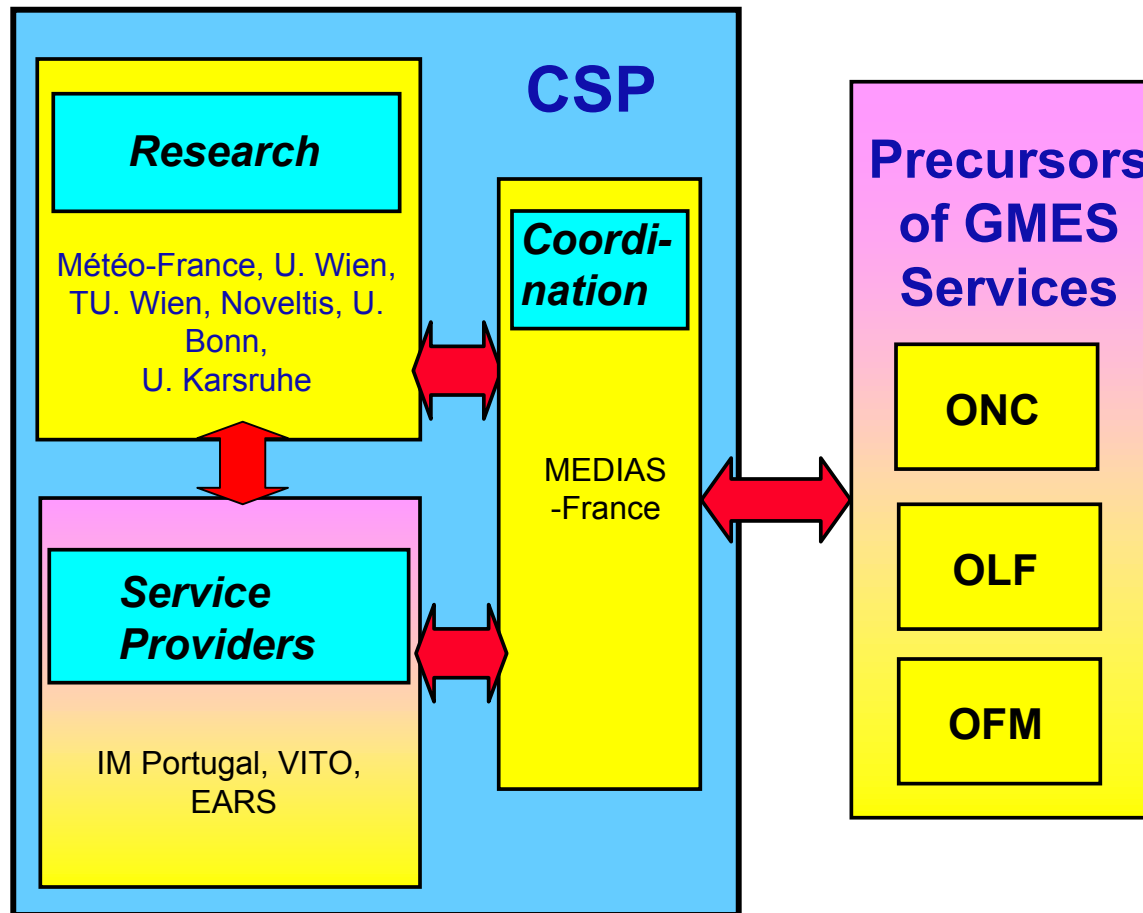 CSP
Research
Météo-France, U. Wien,
TU. Wien, Noveltis, U.
Bonn,
U. Karsruhe
Coordi-
nation
MEDIAS
-France
Service
Providers
IM Portugal, VITO,
EARS
Precursors
of GMES
Services
ONC
OLF
OFM